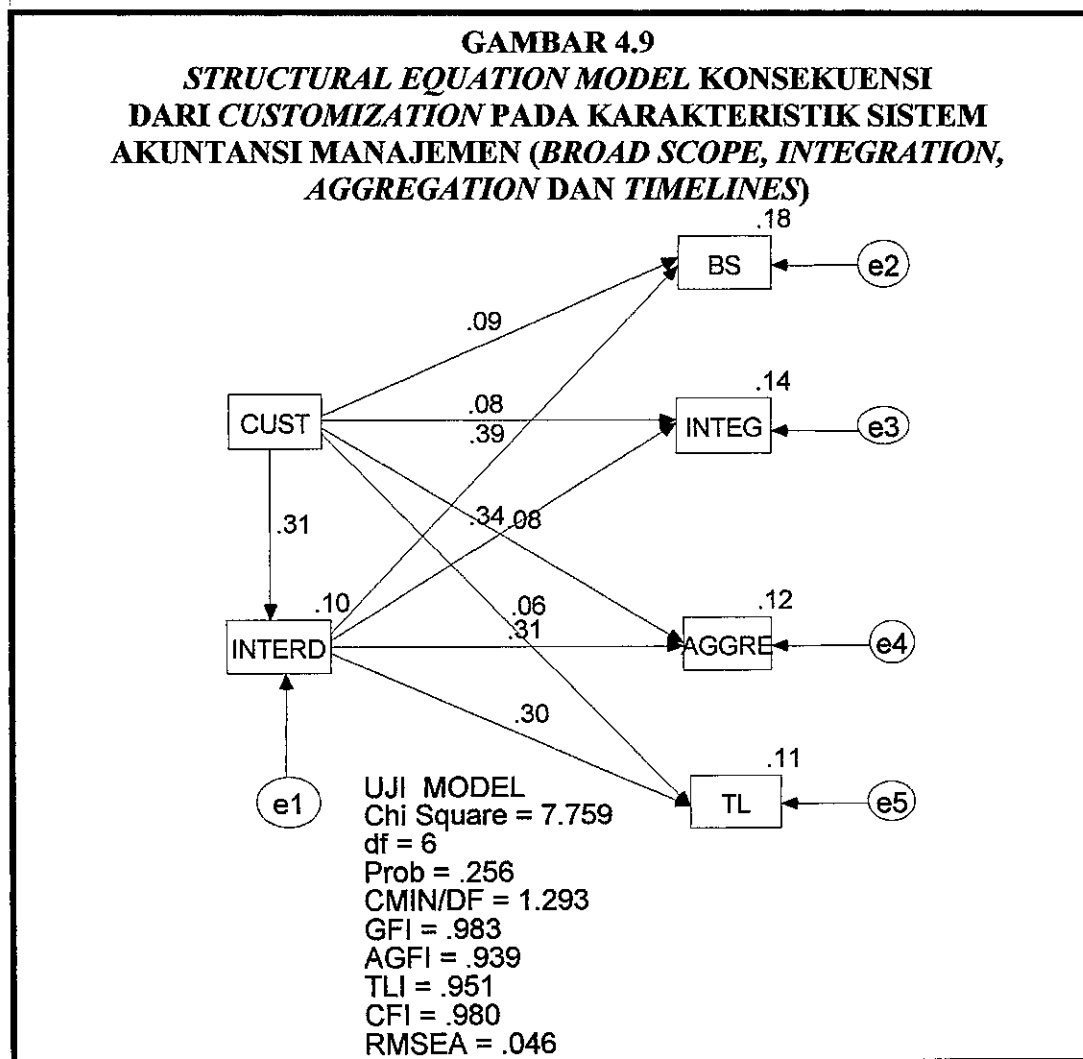 GAMBAR 4.9
STRUCTURAL EQUATION MODEL KONSEKUENSI
DARI CUSTOMIZATION PADA KARAKTERISTIK SISTEM
AKUNTANSI MANAJEMEN (BROAD SCOPE, INTEGRATION,
AGGREGATION DAN TIMELINES)
.18
BS
e2
.09
.14
CUST
.08
INTEG
e3
.39
.34
.08
.31
.10
.06
.12
INTERD
.31
AGGRE
e4
.30
.11
e1
TL
e5
UJI MODEL
Chi Square = 7.759
df = 6
Prob = .256
CMIN/DF = 1.293
GFI = .983
AGFI = .939
TLI = .951
CFI = .980
RMSEA = .046